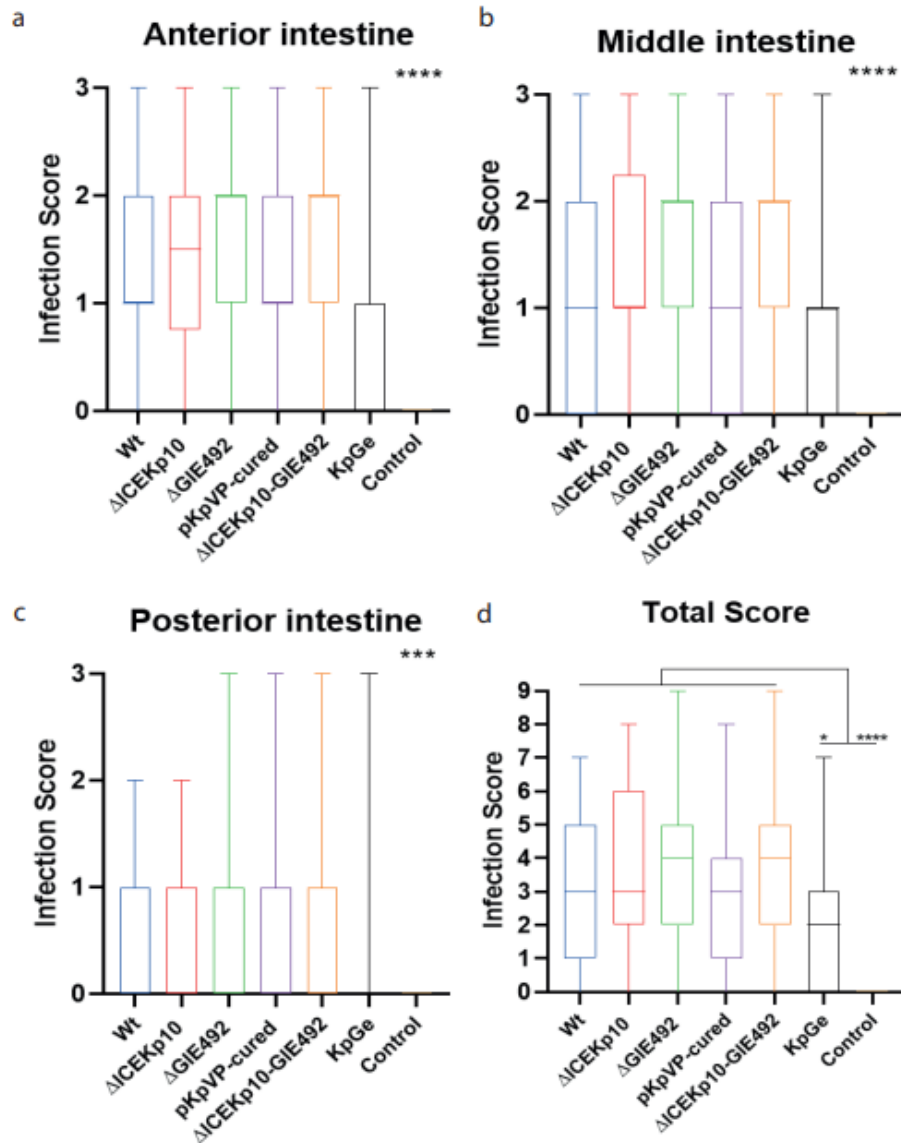 a
Anterior intestine
****
Infection Score
3
2
1
0
Wt
ΔICEKp10
ΔGIE492
pKpVP-cured
ΔICEKp10-GIE492
KpGe
Control
b
Middle intestine
****
Infection Score
3
2
1
0
Wt
ΔICEKp10
ΔGIE492
pKpVP-cured
ΔICEKp10-GIE492
KpGe
Control
c
Posterior intestine
***
Infection Score
3
2
1
0
Wt
ΔICEKp10
ΔGIE492
pKpVP-cured
ΔICEKp10-GIE492
KpGe
Control
d
Total Score
* ****
Infection Score
9
8
7
6
5
4
3
2
1
0
Wt
ΔICEKp10
ΔGIE492
pKpVP-cured
ΔICEKp10-GIE492
KpGe
Control